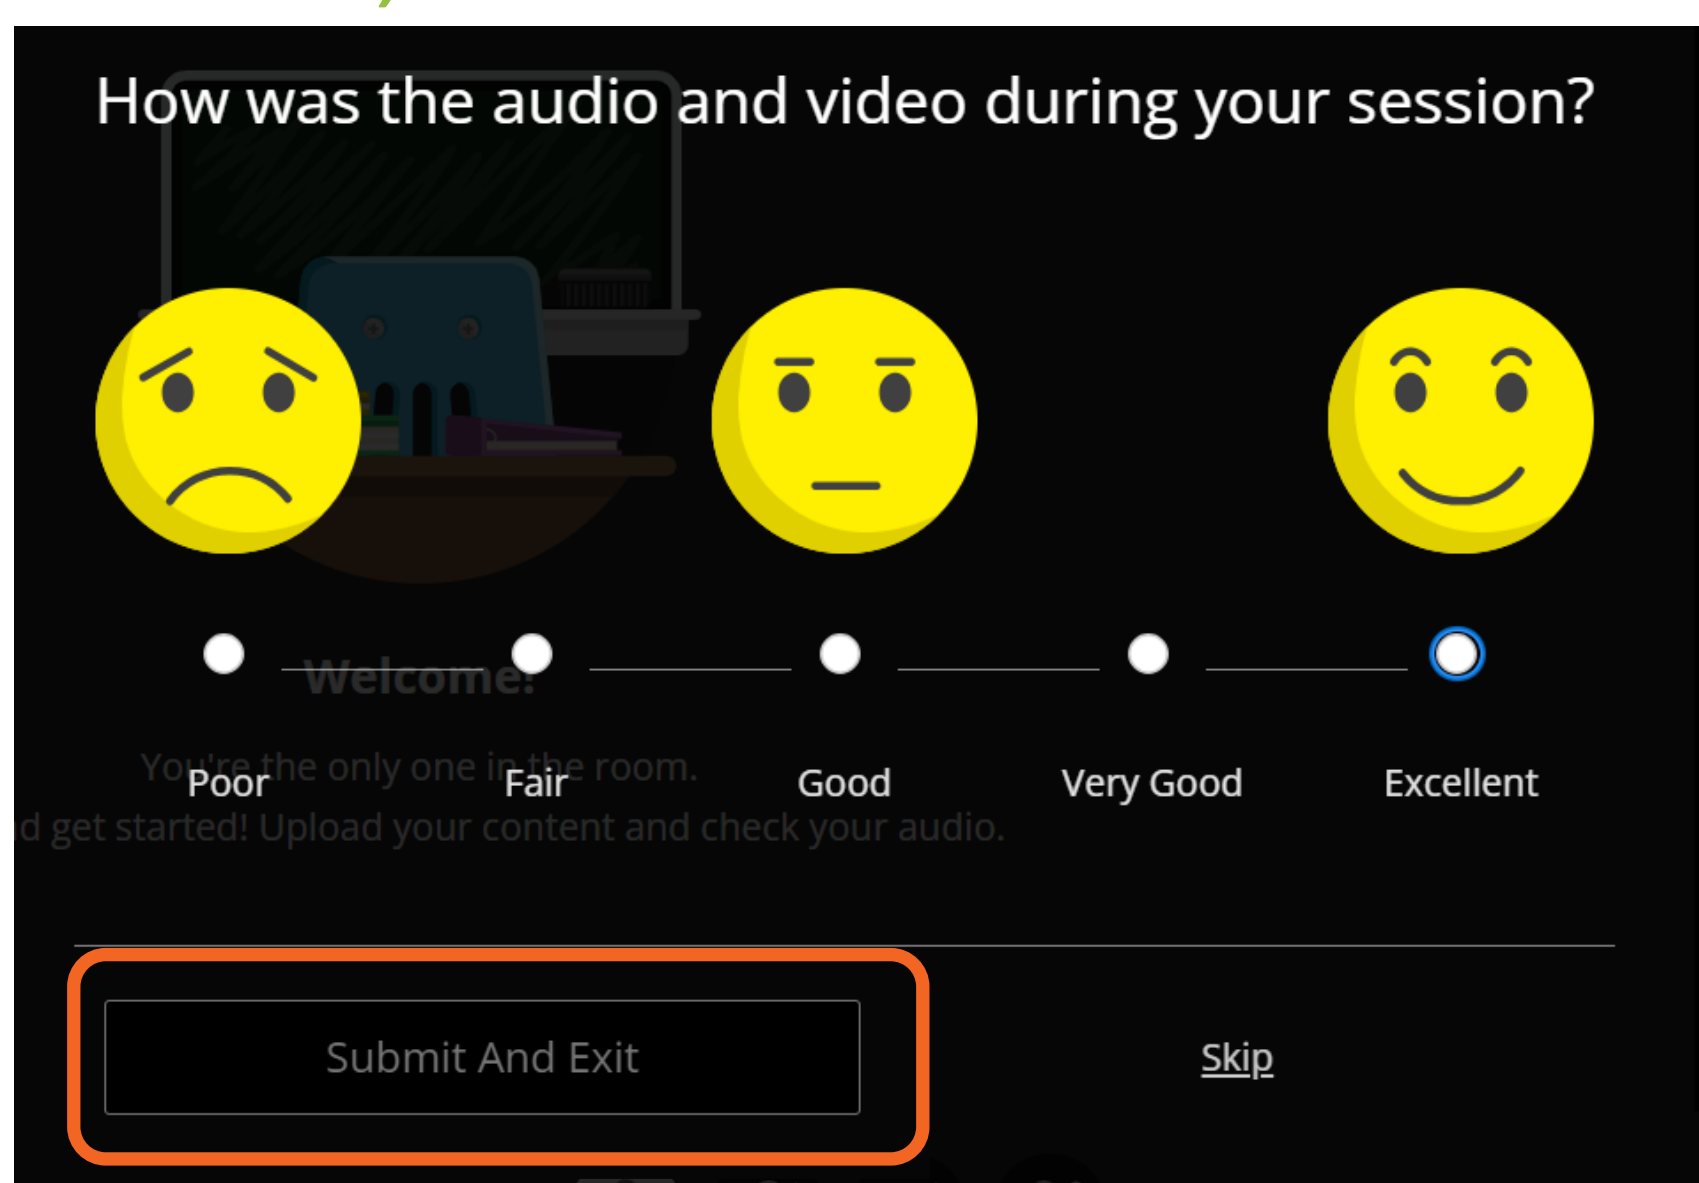 How was the audio and video during your session?
Welcome!
You're the only one in the room.
Poor Fair Good Very Good Excellent
get started! Upload your content and check your audio.
Submit And Exit Skip